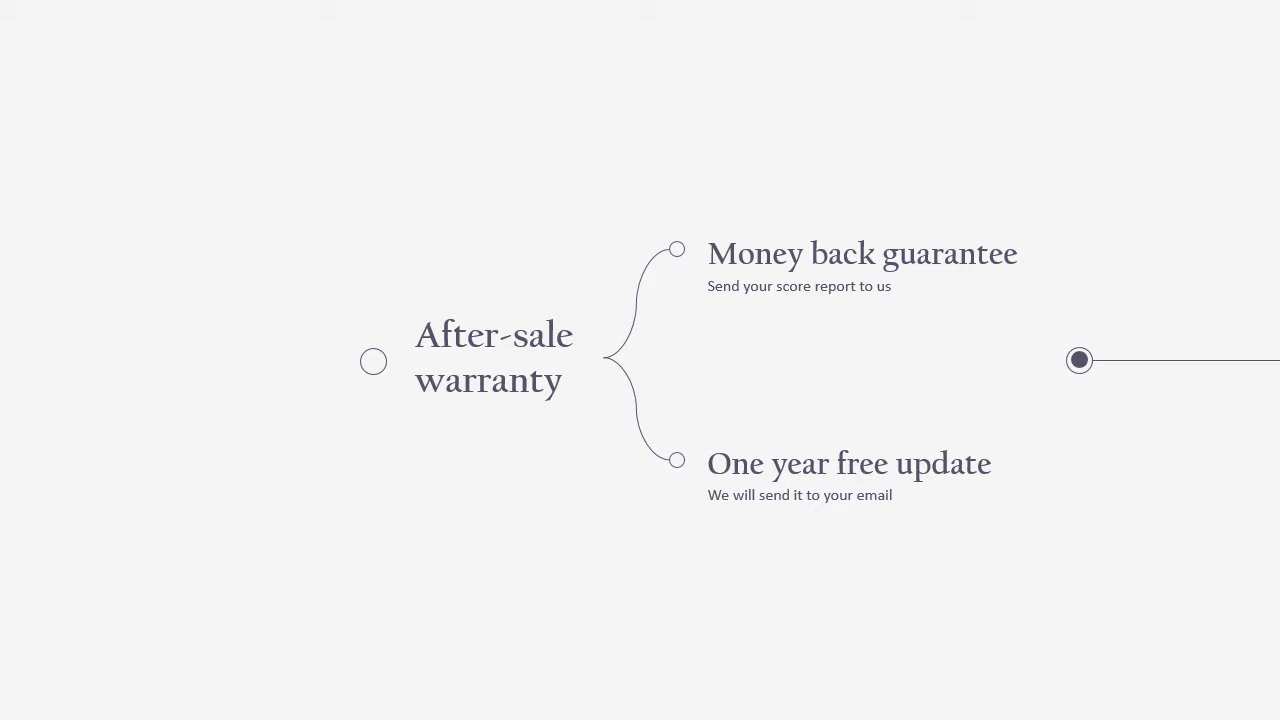 After-sale
warranty
Money back guarantee
Send your score report to us
One year free update
We will send it to your email